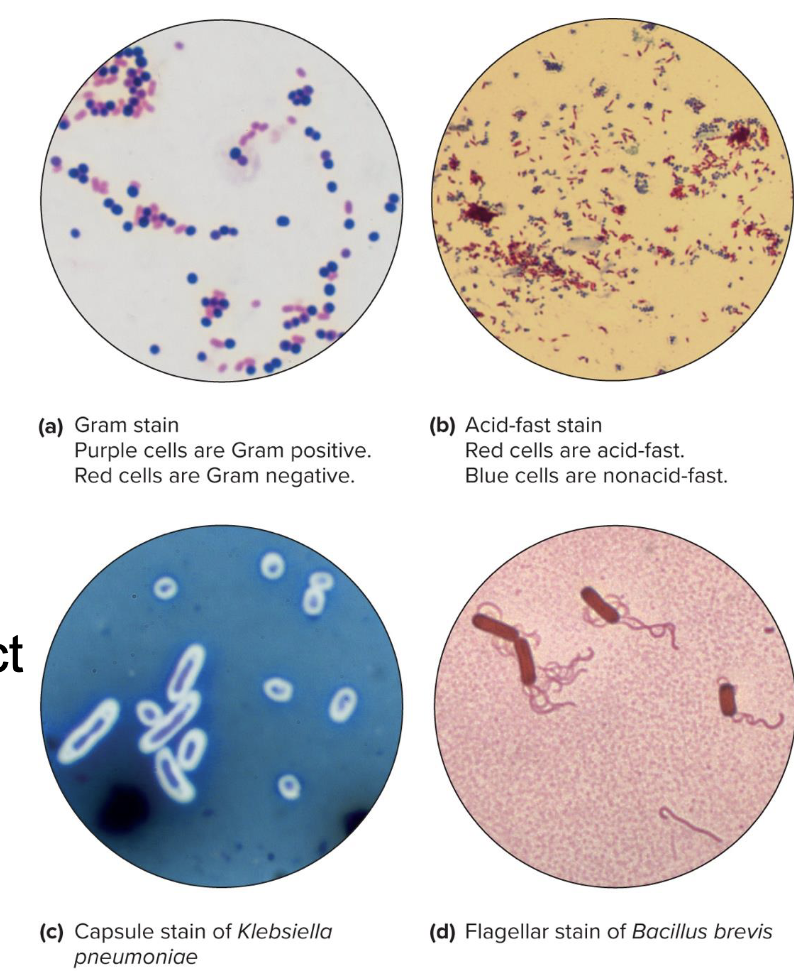 (a) Gram stain
Purple cells are Gram positive.
Red cells are Gram negative.
(b) Acid-fast stain
Red cells are acid-fast.
Blue cells are nonacid-fast.
ct
(c) Capsule stain of Klebsiella
pneumoniae
(d) Flagellar stain of Bacillus brevis